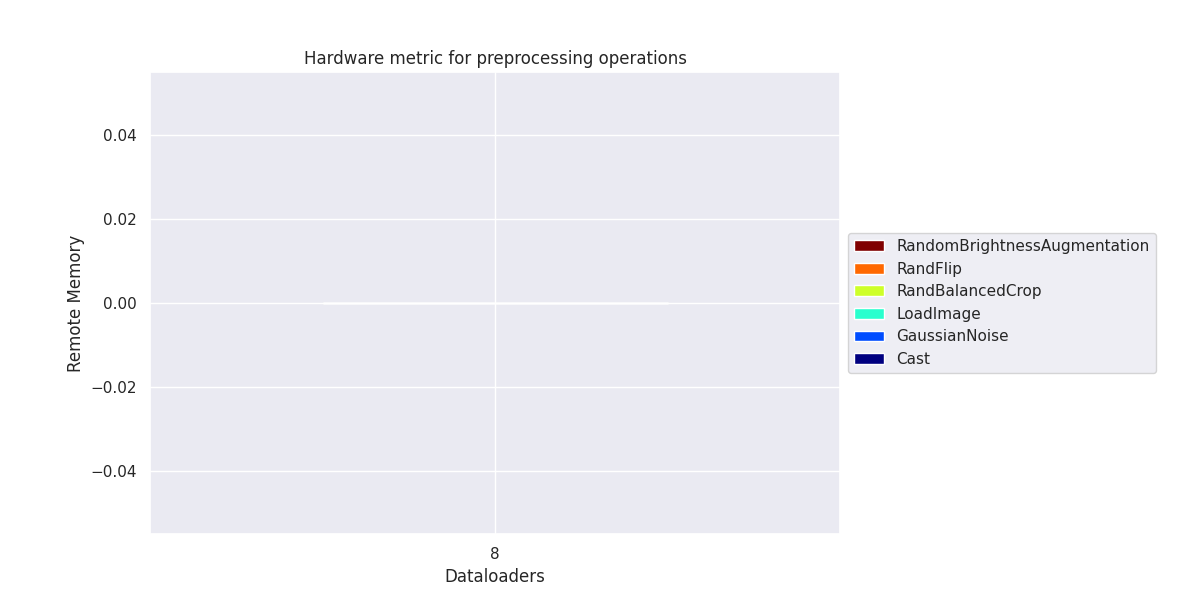 Hardware metric for preprocessing operations
Remote Memory
0.04
0.02
0.00
−0.02
−0.04
8
Dataloaders
RandomBrightnessAugmentation
RandFlip
RandBalancedCrop
LoadImage
GaussianNoise
Cast